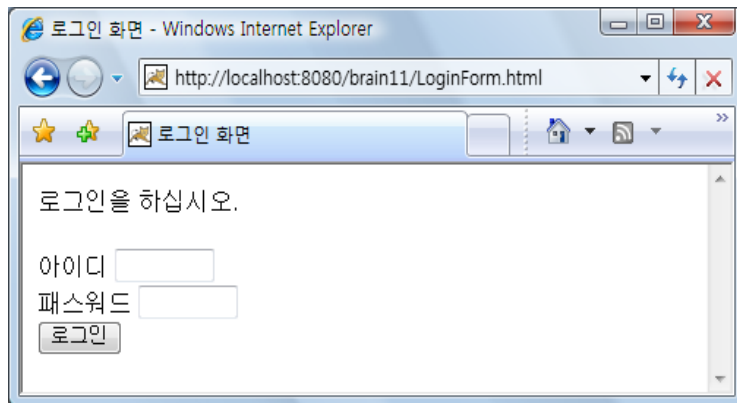 로그인 화면 - Windows Internet Explorer
http://localhost:8080/brain11/LoginForm.html
로그인 화면
로그인을 하십시오.
아이디
패스워드
로그인